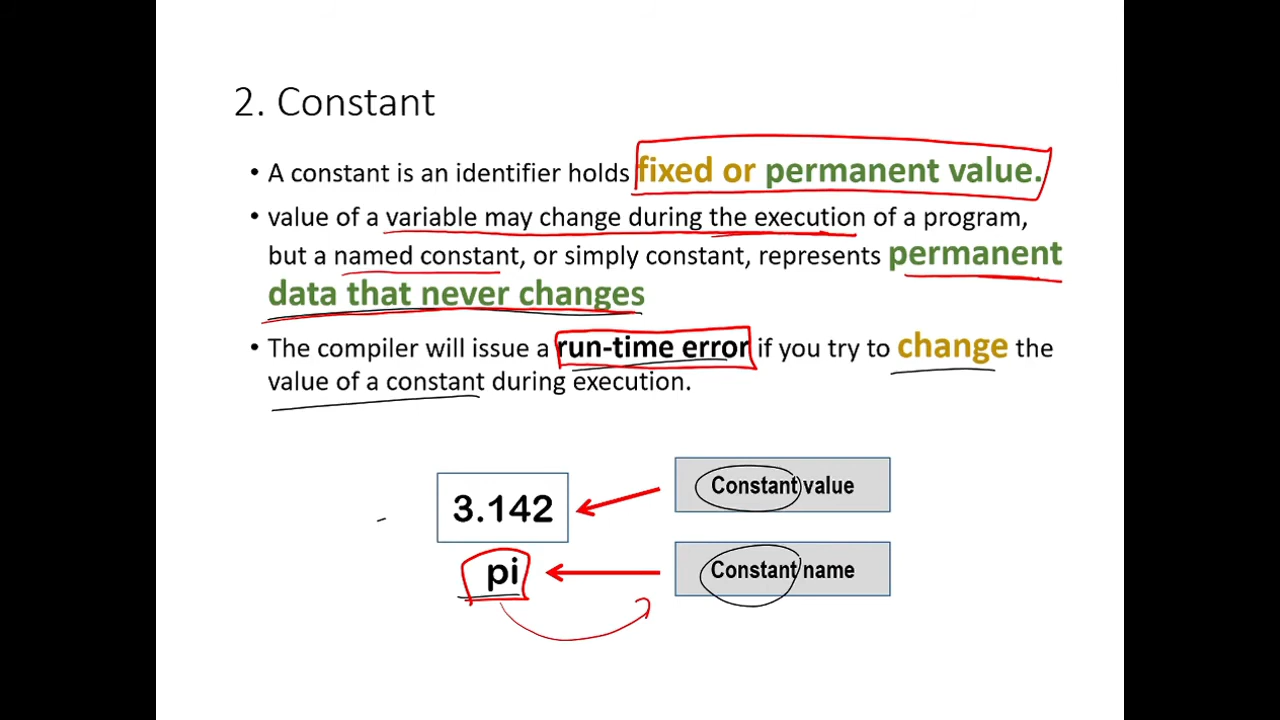 2. Constant
• A constant is an identifier holds fixed or permanent value.
• value of a variable may change during the execution of a program,
but a named constant, or simply constant, represents permanent
data that never changes
• The compiler will issue a run-time error if you try to change the
value of a constant during execution.
3.142
Constant value
pi
Constant name